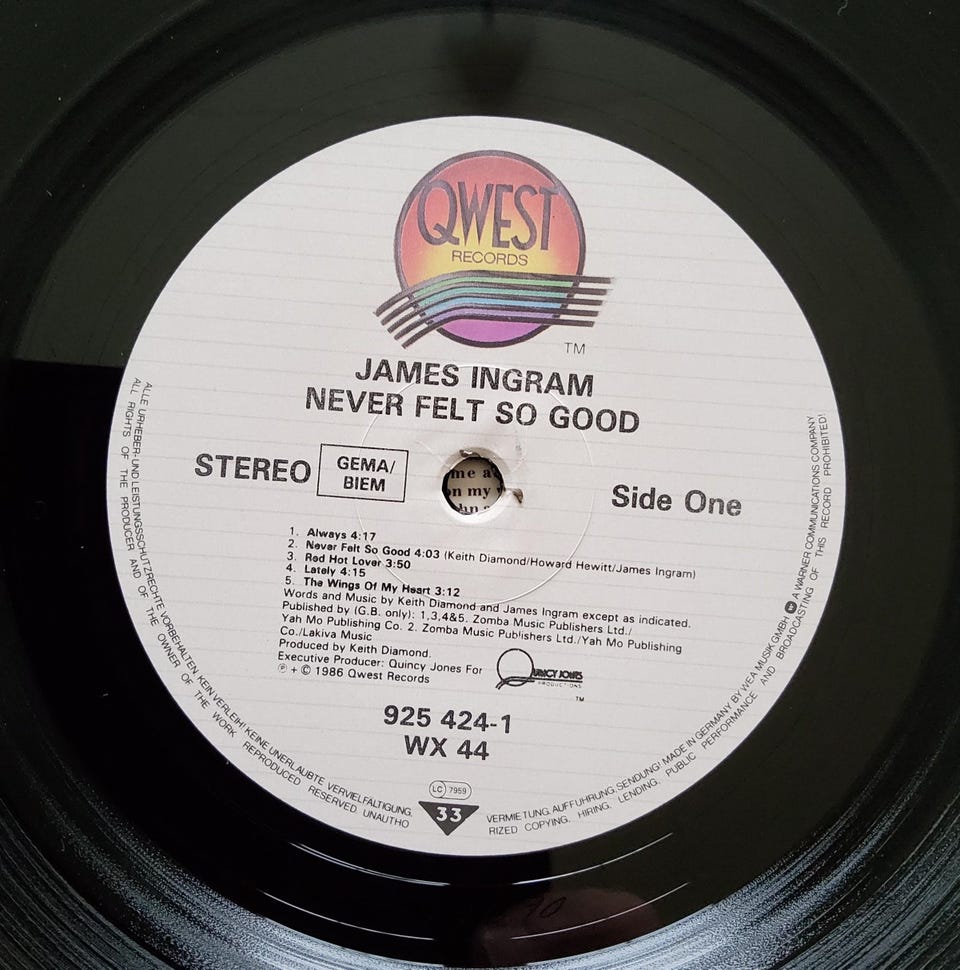 QWEST
RECORDS
TM
JAMES INGRAM
NEVER FELT SO GOOD
STEREO
GEMA/
BIEM
me a
on my
Side One
1. Always 4:17
2. Never Felt So Good 4:03 (Keith Diamond/Howard Hewitt/James Ingram)
3. Red Hot Lover 3:50
4. Lately 4:15
5. The Wings Of My Heart 3:12
Words and Music by Keith Diamond and James Ingram except as indicated.
Published by (G.B. only): 1,3,4&5. Zomba Music Publishers Ltd./
Yah Mo Publishing Co. 2. Zomba Music Publishers Ltd./Yah Mo Publishing
Co./Lakiva Music
Produced by Keith Diamond.
Executive Producer: Quincy Jones For
QUINCY JONES
PRODUCTIONS
TM
℗ + © 1986 Qwest Records
925 424-1
WX 44
LC 7959
33
ALLE URHEBER- UND LEISTUNGSSCHUTZRECHTE VORBEHALTEN KEIN VERLEIH! KEINE UNERLAUBTE VERVIELFÄLTIGUNG, VERMIETUNG, AUFFÜHRUNG, SENDUNG! MADE IN GERMANY BY WEA MUSIK GMBH, A WARNER COMMUNICATIONS COMPANY
ALL RIGHTS OF THE PRODUCER AND OF THE OWNER OF THE WORK REPRODUCED RESERVED. UNAUTHORIZED COPYING, HIRING, LENDING, PUBLIC PERFORMANCE AND BROADCASTING OF THIS RECORD PROHIBITED!